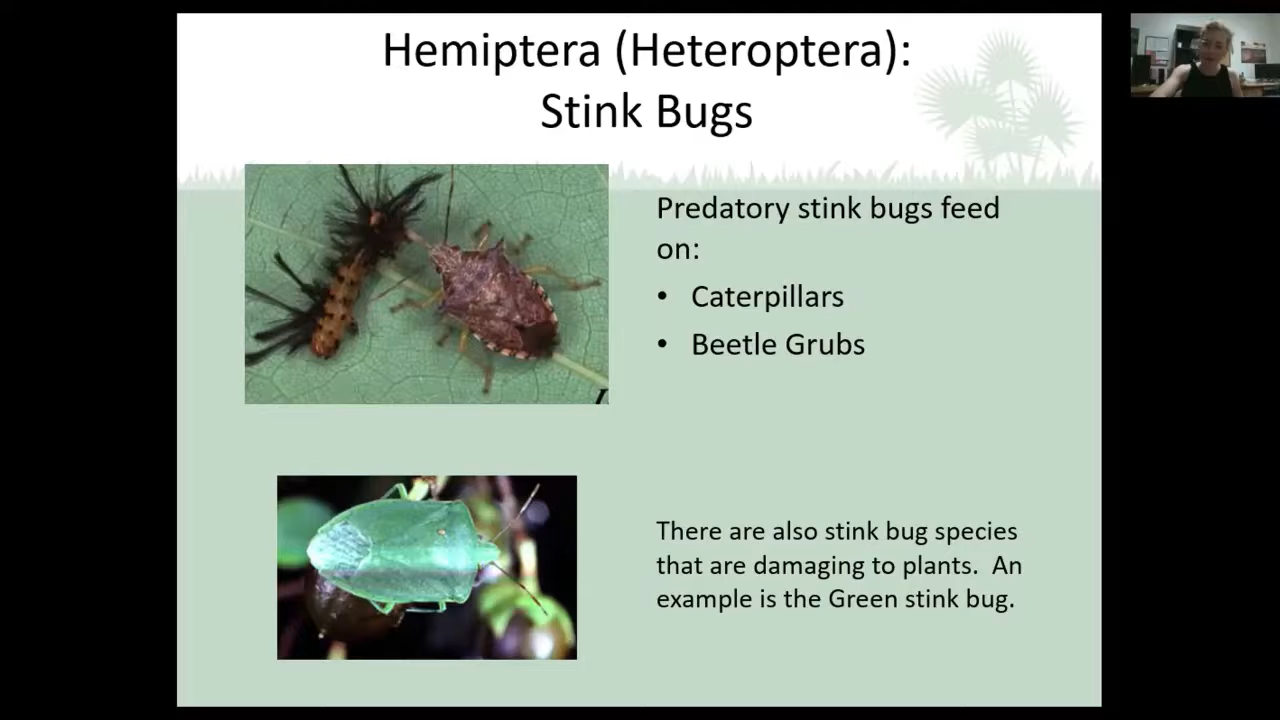 Hemiptera (Heteroptera):
Stink Bugs
Predatory stink bugs feed
on:
• Caterpillars
• Beetle Grubs
There are also stink bug species
that are damaging to plants. An
example is the Green stink bug.